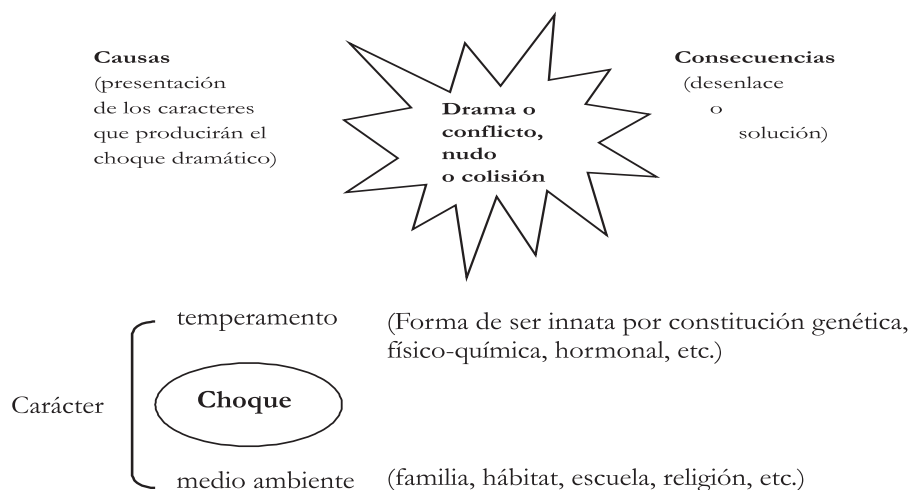 Causas
(presentación
de los caracteres
que producirán el
choque dramático)
Drama o
conflicto,
nudo
o colisión
Consecuencias
(desenlace
o
solución)
temperamento
(Forma de ser innata por constitución genética,
físico-química, hormonal, etc.)
Carácter
Choque
medio ambiente
(familia, hábitat, escuela, religión, etc.)